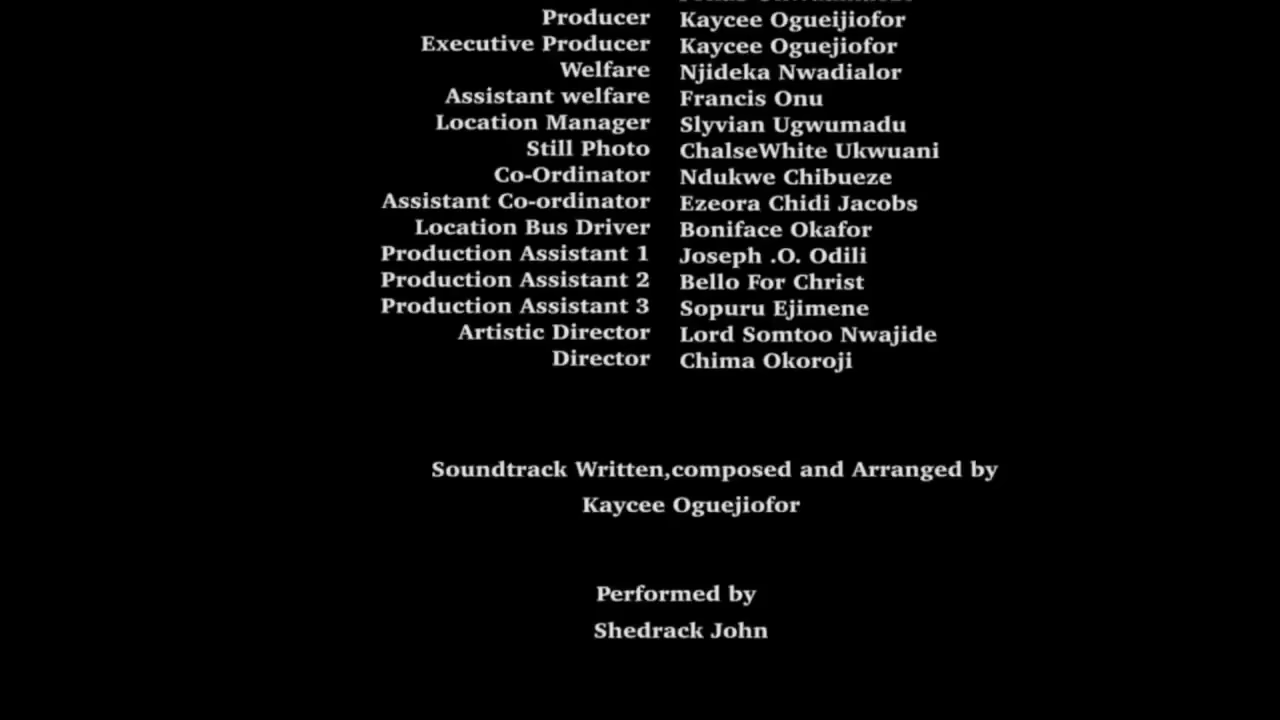 Producer Kaycee Ogueijiofor
Executive Producer Kaycee Oguejiofor
Welfare Njideka Nwadialor
Assistant welfare Francis Onu
Location Manager Slyvian Ugwumadu
Still Photo ChalseWhite Ukwuani
Co-Ordinator Ndukwe Chibueze
Assistant Co-ordinator Ezeora Chidi Jacobs
Location Bus Driver Boniface Okafor
Production Assistant 1 Joseph .O. Odili
Production Assistant 2 Bello For Christ
Production Assistant 3 Sopuru Ejimene
Artistic Director Lord Somtoo Nwajide
Director Chima Okoroji
Soundtrack Written,composed and Arranged by
Kaycee Oguejiofor
Performed by
Shedrack John